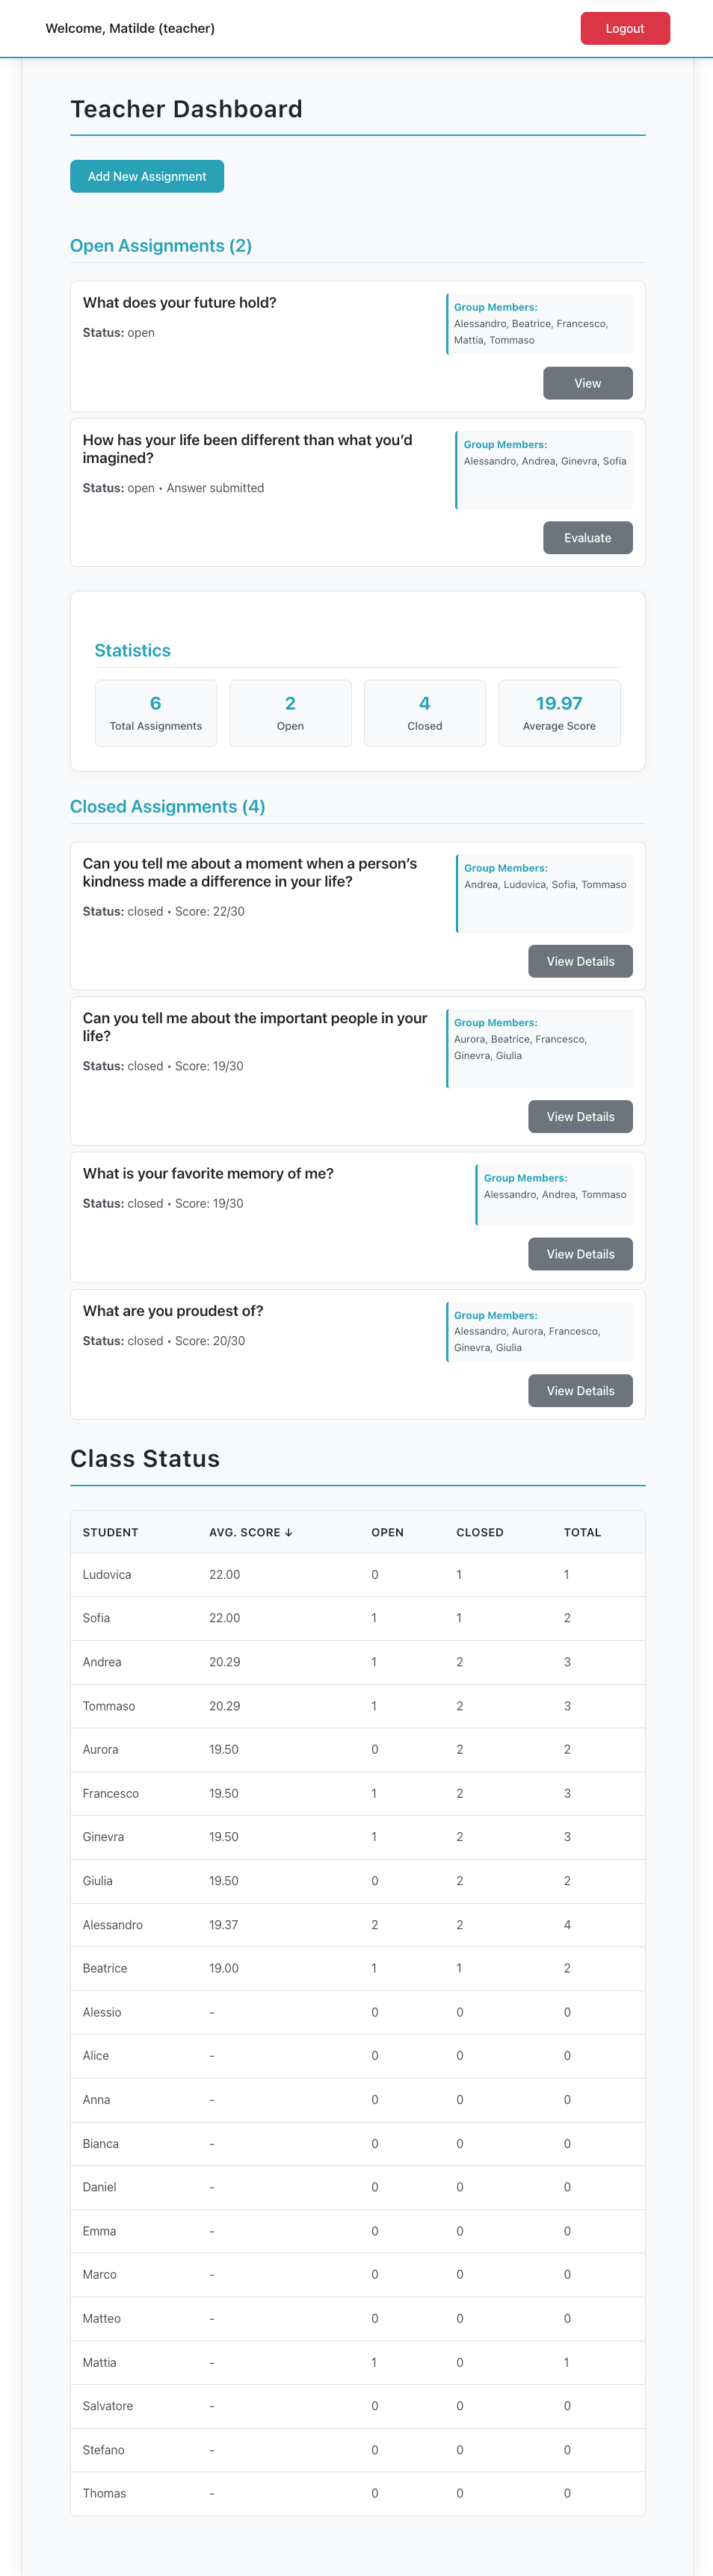 Welcome, Matilde (teacher)
Logout
Teacher Dashboard
Add New Assignment
Open Assignments (2)
What does your future hold?
Status: open
Group Members:
Alessandro, Beatrice, Francesco,
Mattia, Tommaso
View
How has your life been different than what you’d
imagined?
Status: open • Answer submitted
Group Members:
Alessandro, Andrea, Ginevra, Sofia
Evaluate
Statistics
6
Total Assignments
2
Open
4
Closed
19.97
Average Score
Closed Assignments (4)
Can you tell me about a moment when a person’s
kindness made a difference in your life?
Status: closed • Score: 22/30
Group Members:
Andrea, Ludovica, Sofia, Tommaso
View Details
Can you tell me about the important people in your
life?
Status: closed • Score: 19/30
Group Members:
Aurora, Beatrice, Francesco,
Ginevra, Giulia
View Details
What is your favorite memory of me?
Status: closed • Score: 19/30
Group Members:
Alessandro, Andrea, Tommaso
View Details
What are you proudest of?
Status: closed • Score: 20/30
Group Members:
Alessandro, Aurora, Francesco,
Ginevra, Giulia
View Details
Class Status
STUDENT AVG. SCORE ↓ OPEN CLOSED TOTAL
Ludovica 22.00 0 1 1
Sofia 22.00 1 1 2
Andrea 20.29 1 2 3
Tommaso 20.29 1 2 3
Aurora 19.50 0 2 2
Francesco 19.50 1 2 3
Ginevra 19.50 1 2 3
Giulia 19.50 0 2 2
Alessandro 19.37 2 2 4
Beatrice 19.00 1 1 2
Alessio - 0 0 0
Alice - 0 0 0
Anna - 0 0 0
Bianca - 0 0 0
Daniel - 0 0 0
Emma - 0 0 0
Marco - 0 0 0
Matteo - 0 0 0
Mattia - 1 0 1
Salvatore - 0 0 0
Stefano - 0 0 0
Thomas - 0 0 0